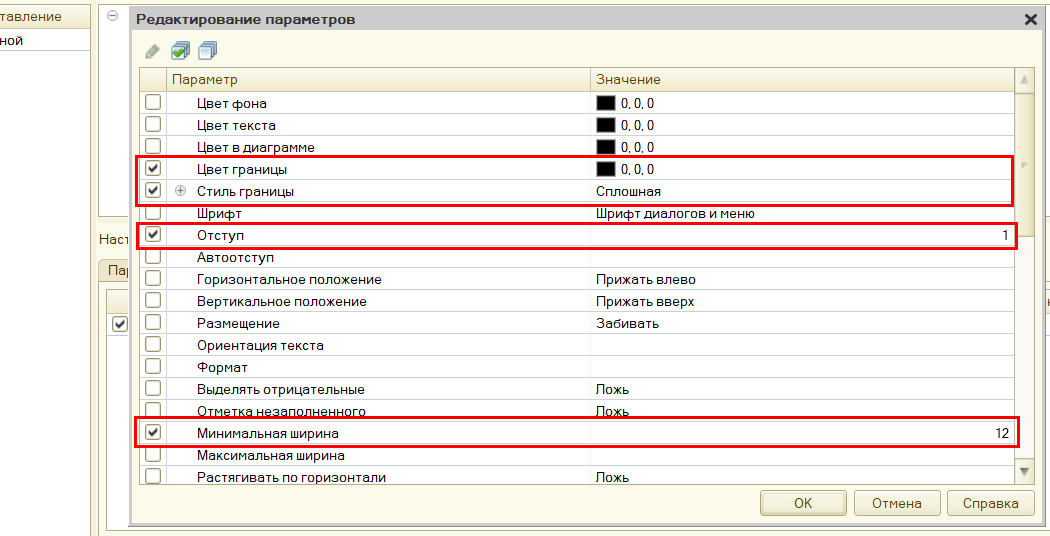 тавление
ной
Редактирование параметров
Параметр Значение
Цвет фона 0, 0, 0
Цвет текста 0, 0, 0
Цвет в диаграмме 0, 0, 0
Цвет границы 0, 0, 0
Стиль границы Сплошная
Шрифт Шрифт диалогов и меню
Наст
Отступ 1
Автоотступ
Пар
Горизонтальное положение Прижать влево
Вертикальное положение Прижать вверх
Размещение Забивать
Ориентация текста
Формат
Выделять отрицательные Ложь
Отметка незаполненного Ложь
Минимальная ширина 12
Максимальная ширина
Растягивать по горизонтали Ложь
OK Отмена Справка